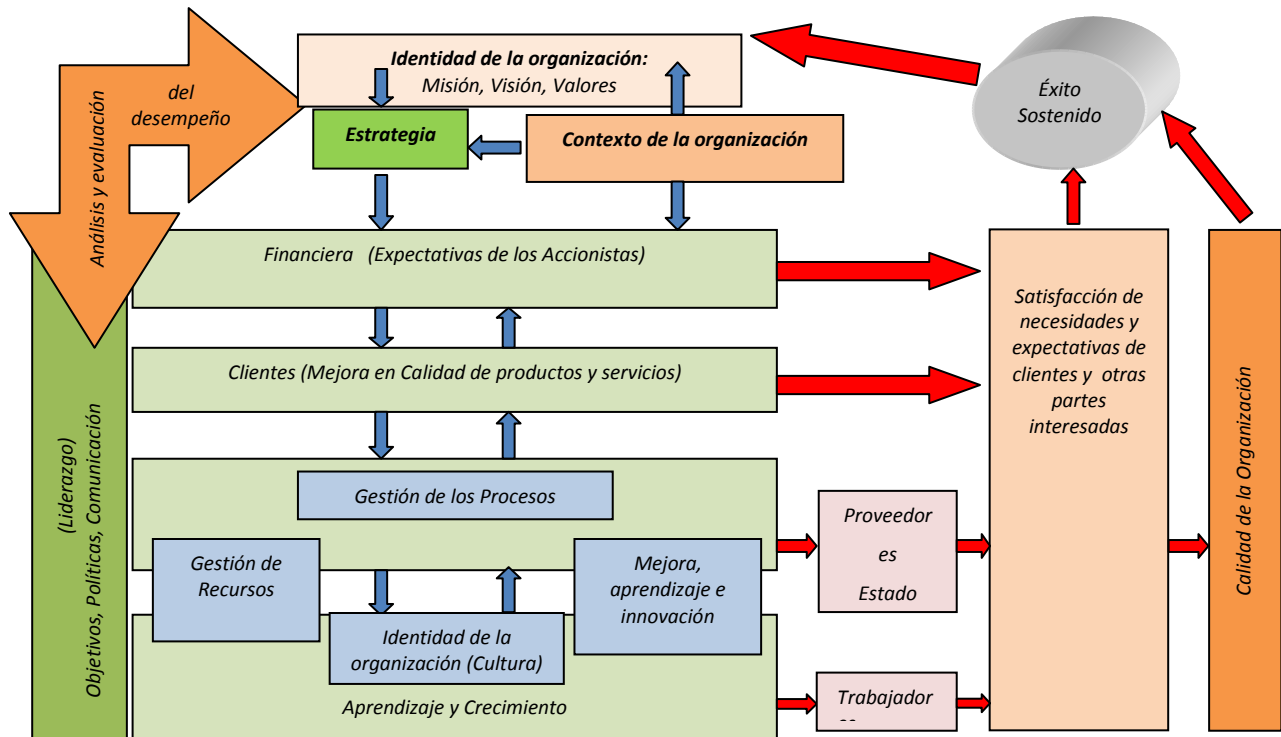 Identidad de la organización:
Misión, Visión, Valores
del
desempeño
Análisis y evaluación
Estrategia
Contexto de la organización
Éxito
Sostenido
Financiera (Expectativas de los Accionistas)
Clientes (Mejora en Calidad de productos y servicios)
Gestión de los Procesos
Gestión de
Recursos
Mejora,
aprendizaje e
innovación
Identidad de la
organización (Cultura)
Aprendizaje y Crecimiento
(Liderazgo)
Objetivos, Políticas, Comunicación
Proveedor
es
Estado
Trabajador
Satisfacción de
necesidades y
expectativas de
clientes y otras
partes
interesadas
Calidad de la Organización